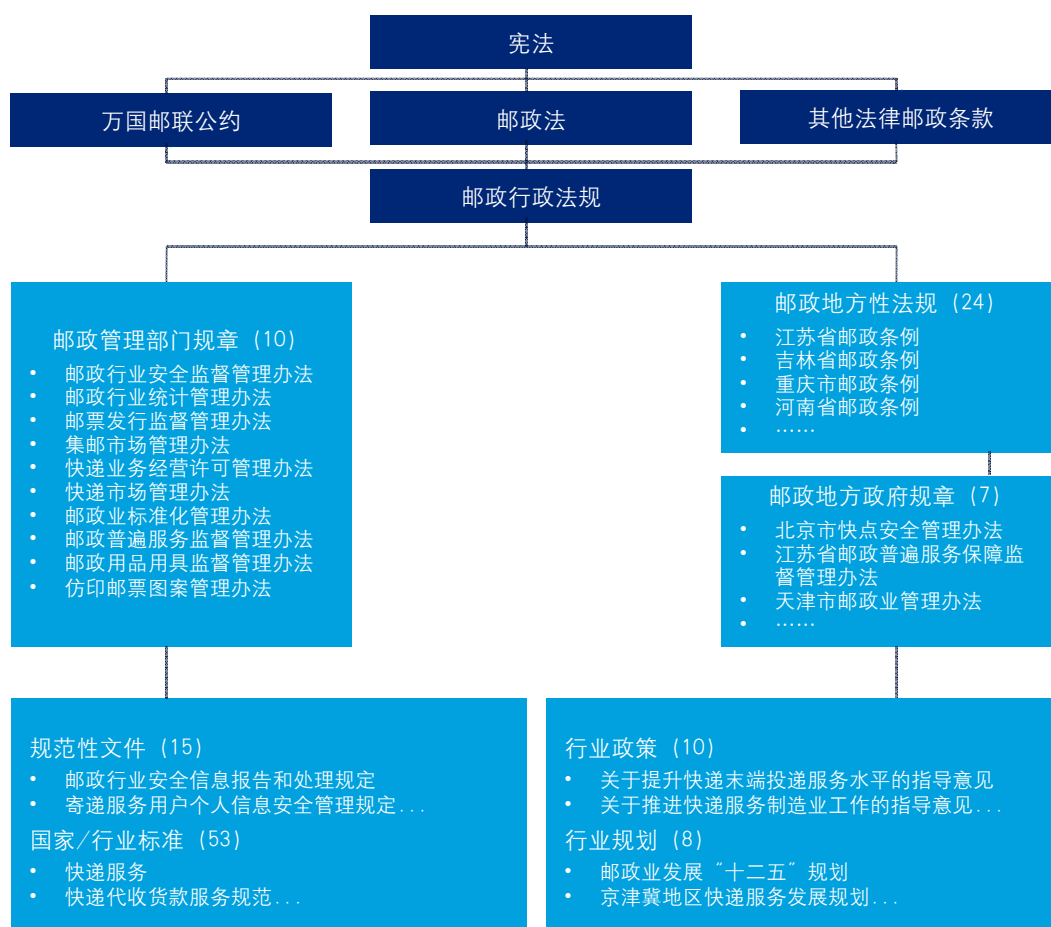 宪法
万国邮联公约
邮政法
其他法律邮政条款
邮政行政法规
邮政管理部门规章（10）
• 邮政行业安全监督管理办法
• 邮政行业统计管理办法
• 邮票发行监督管理办法
• 集邮市场管理办法
• 快递业务经营许可管理办法
• 快递市场管理办法
• 邮政业标准化管理办法
• 邮政普遍服务监督管理办法
• 邮政用品用具监督管理办法
• 仿印邮票图案管理办法
邮政地方性法规（24）
• 江苏省邮政条例
• 吉林省邮政条例
• 重庆市邮政条例
• 河南省邮政条例
• ……
邮政地方政府规章（7）
• 北京市快点安全管理办法
• 江苏省邮政普遍服务保障监
督管理办法
• 天津市邮政业管理办法
• ……
规范性文件（15）
• 邮政行业安全信息报告和处理规定
• 寄递服务用户个人信息安全管理规定...
国家/行业标准（53）
• 快递服务
• 快递代收货款服务规范...
行业政策（10）
• 关于提升快递末端投递服务水平的指导意见
• 关于推进快递服务制造业工作的指导意见...
行业规划（8）
• 邮政业发展“十二五”规划
• 京津冀地区快递服务发展规划...